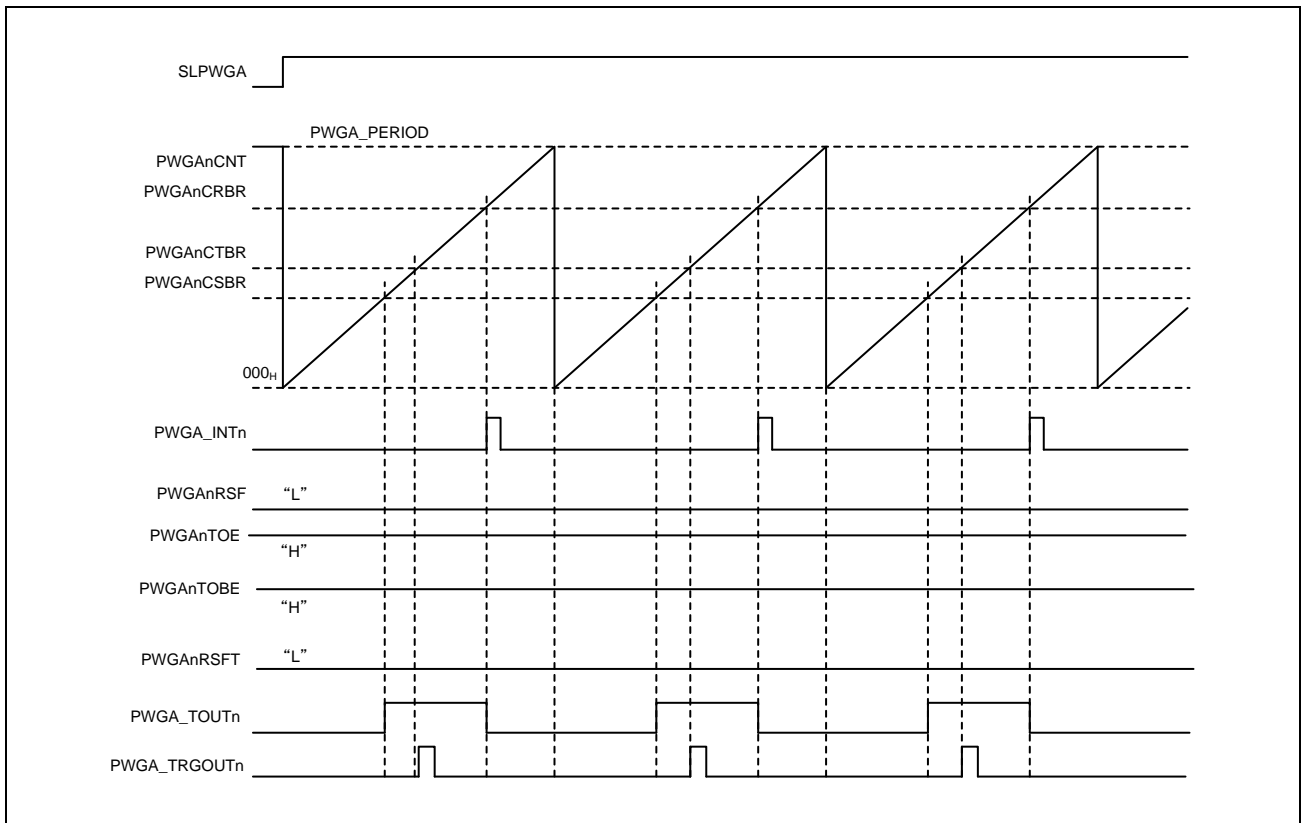 SLPWGA
PWGA_PERIOD
PWGAnCNT
PWGAnCRBR
PWGAnCTBR
PWGAnCSBR
000H
PWGA_INTn
PWGAnRSF “L”
PWGAnTOE
“H”
PWGAnTOBE
“H”
PWGAnRSFT “L”
PWGA_TOUTn
PWGA_TRGOUTn